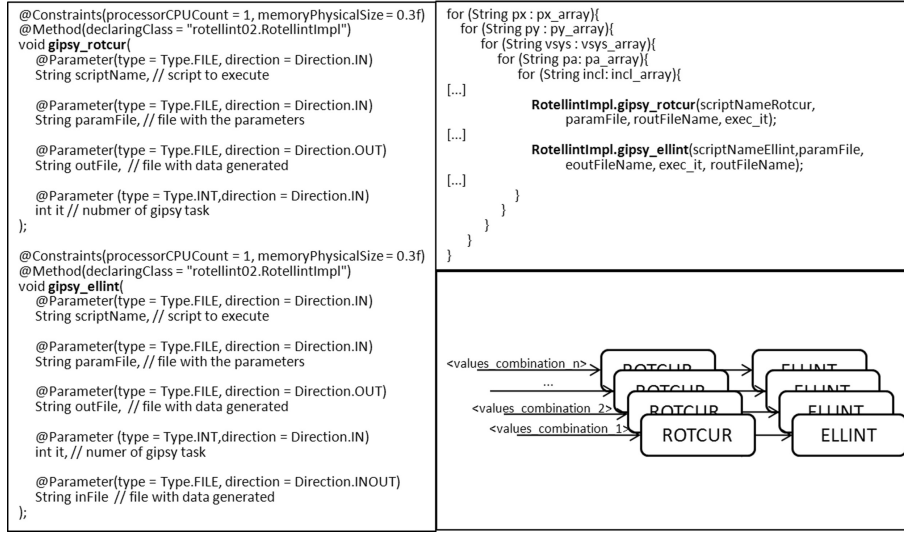 @Constraints(processorCPUCount = 1, memoryPhysicalSize = 0.3f)
@Method(declaringClass = "rotellint02.RotellintImpl")
void gipsy_rotcur(
@Parameter(type = Type.FILE, direction = Direction.IN)
String scriptName, // script to execute
@Parameter(type = Type.FILE, direction = Direction.IN)
String paramFile, // file with the parameters
@Parameter(type = Type.FILE, direction = Direction.OUT)
String outFile, // file with data generated
@Parameter (type = Type.INT,direction = Direction.IN)
int it // nubmer of gipsy task
);
@Constraints(processorCPUCount = 1, memoryPhysicalSize = 0.3f)
@Method(declaringClass = "rotellint02.RotellintImpl")
void gipsy_ellint(
@Parameter(type = Type.FILE, direction = Direction.IN)
String scriptName, // script to execute
@Parameter(type = Type.FILE, direction = Direction.IN)
String paramFile, // file with the parameters
@Parameter(type = Type.FILE, direction = Direction.OUT)
String outFile, // file with data generated
@Parameter (type = Type.INT,direction = Direction.IN)
int it, // numer of gipsy task
@Parameter(type = Type.FILE, direction = Direction.INOUT)
String inFile // file with data generated
);
for (String px : px_array){
for (String py : py_array){
for (String vsys : vsys_array){
for (String pa: pa_array){
for (String incl: incl_array){
[...]
RotellintImpl.gipsy_rotcur(scriptNameRotcur,
paramFile, routFileName, exec_it);
[...]
RotellintImpl.gipsy_ellint(scriptNameEllint,paramFile,
eoutFileName, exec_it, routFileName);
[...]
}
}
}
}
}
<values_combination_n> ROTCUR ELLINT
... ROTCUR ELLINT
<values_combination_2> ROTCUR ELLINT
<values_combination_1> ROTCUR ELLINT